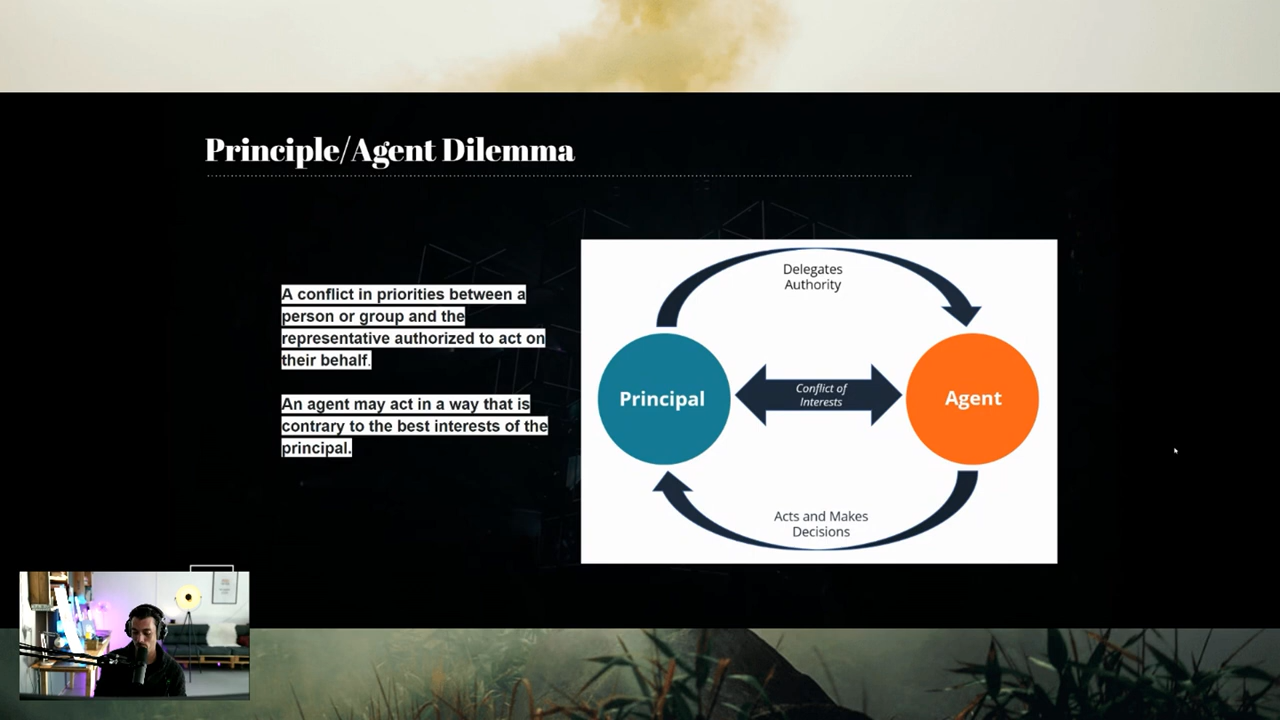 Principle/Agent Dilemma
A conflict in priorities between a
person or group and the
representative authorized to act on
their behalf.
An agent may act in a way that is
contrary to the best interests of the
principal.
Delegates
Authority
Principal
Conflict of
Interests
Agent
Acts and Makes
Decisions